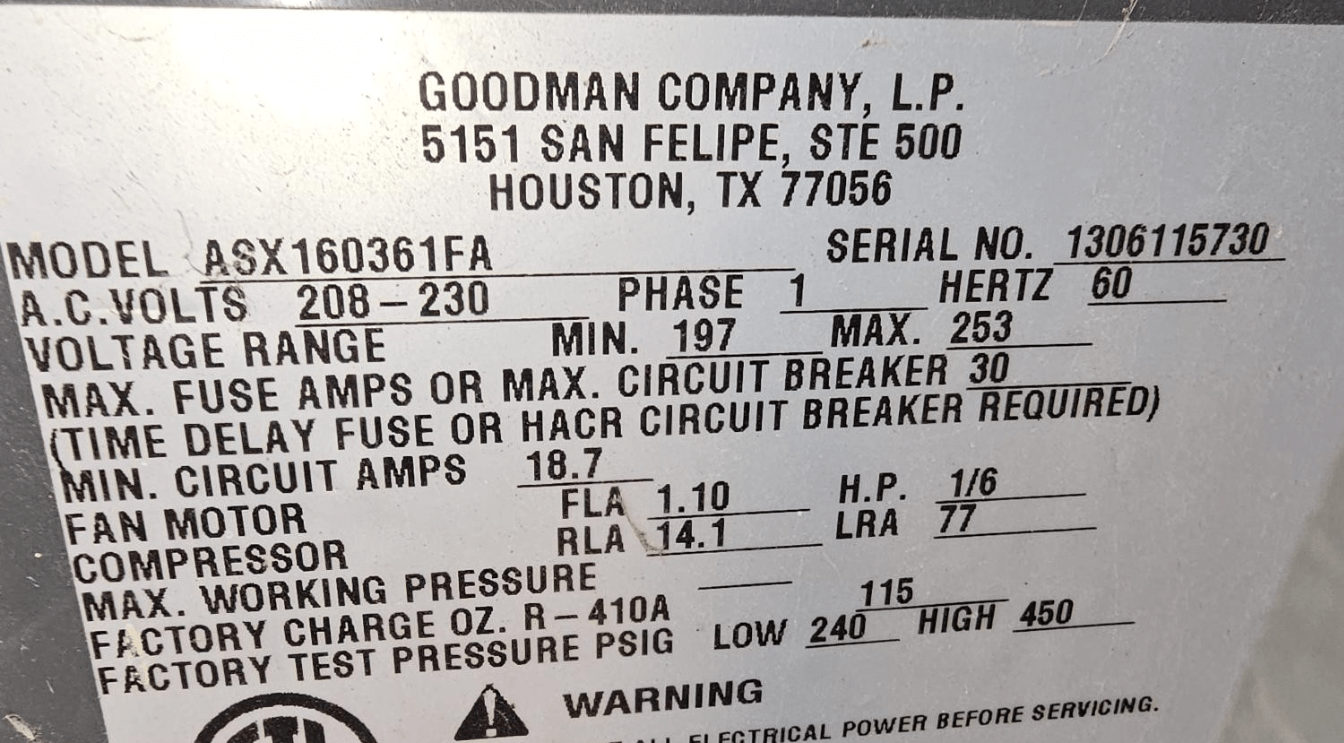 GOODMAN COMPANY, L.P.
5151 SAN FELIPE, STE 500
HOUSTON, TX 77056
MODEL ASX160361FA SERIAL NO. 1306115730
A.C.VOLTS 208-230 PHASE 1 HERTZ 60
VOLTAGE RANGE MIN. 197 MAX. 253
MAX. FUSE AMPS OR MAX. CIRCUIT BREAKER 30
(TIME DELAY FUSE OR HACR CIRCUIT BREAKER REQUIRED)
MIN. CIRCUIT AMPS 18.7
FAN MOTOR FLA 1.10 H.P. 1/6
COMPRESSOR RLA 14.1 LRA 77
MAX. WORKING PRESSURE
FACTORY CHARGE OZ. R-410A 115
FACTORY TEST PRESSURE PSIG LOW 240 HIGH 450
WARNING
ALL ELECTRICAL POWER BEFORE SERVICING.